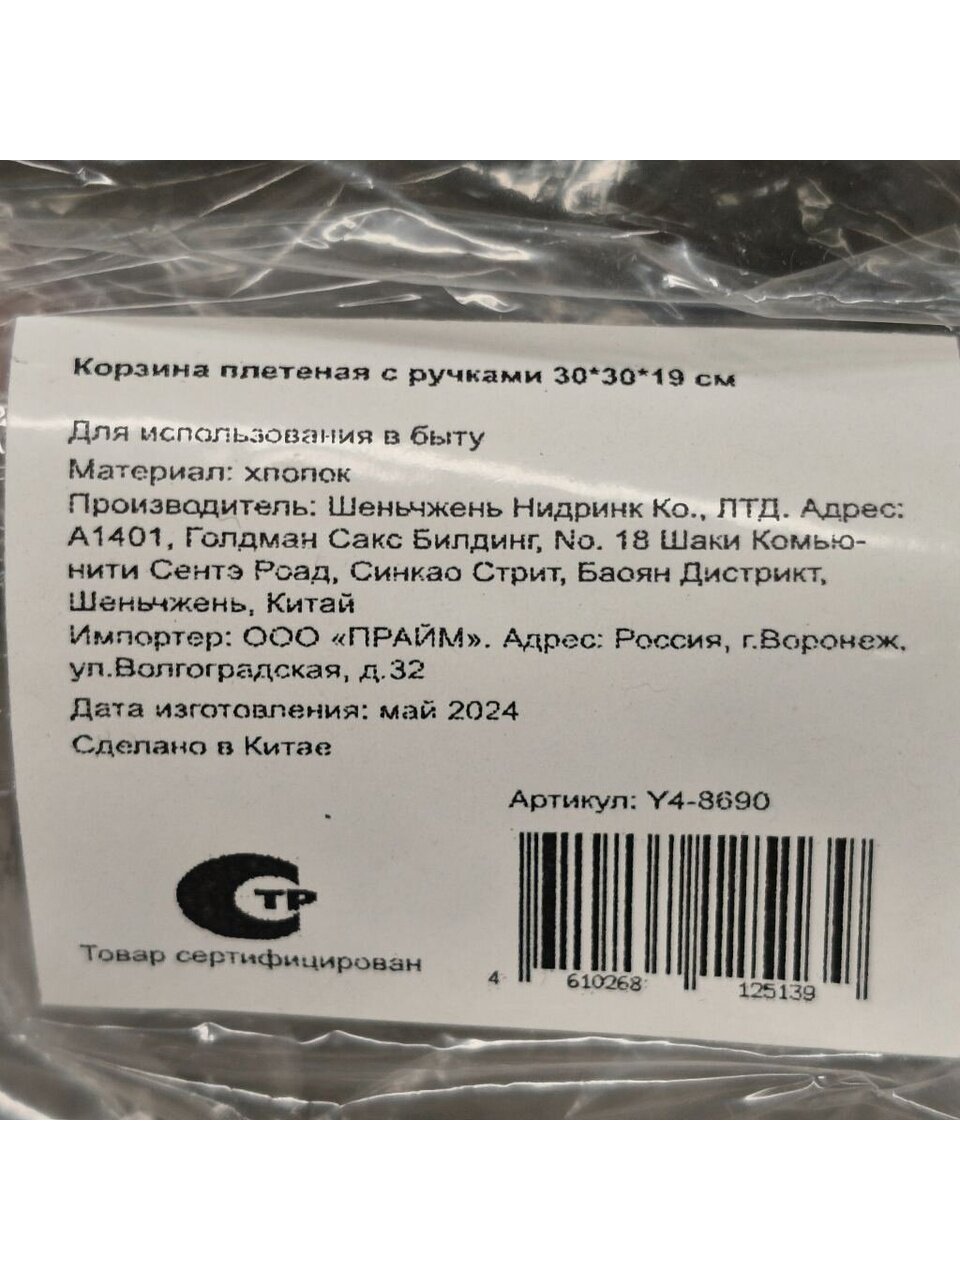 Корзина плетеная с ручками 30*30*19 см
Для использования в быту
Материал: хлопок
Производитель: Шеньчжень Нидринк Ко., ЛТД. Адрес:
А1401, Голдман Сакс Билдинг, No. 18 Шаки Комью-
нити Сентэ Роад, Синкао Стрит, Баоян Дистрикт,
Шеньчжень, Китай
Импортер: ООО «ПРАЙМ». Адрес: Россия, г.Воронеж,
ул.Волгоградская, д.32
Дата изготовления: май 2024
Сделано в Китае
Артикул: Y4-8690
СТР
Товар сертифицирован
4 610268 125139